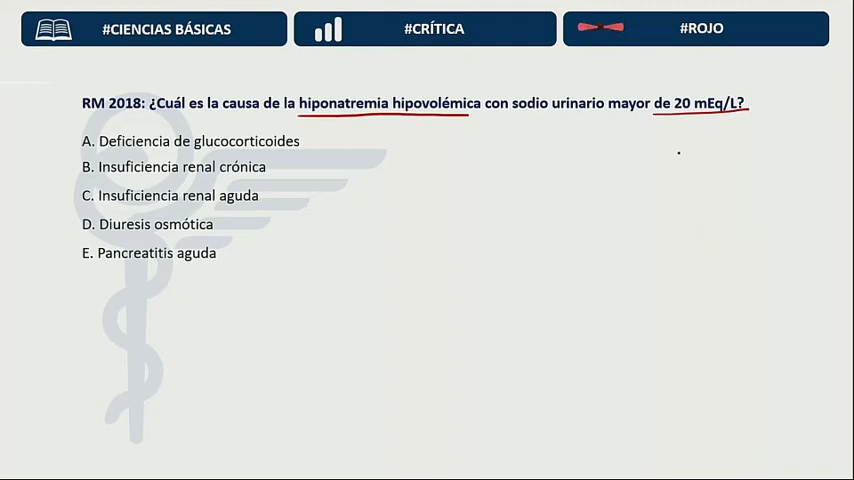 #CIENCIAS BÁSICAS
#CRÍTICA
#ROJO
RM 2018: ¿Cuál es la causa de la hiponatremia hipovolémica con sodio urinario mayor de 20 mEq/L?
A. Deficiencia de glucocorticoides
B. Insuficiencia renal crónica
C. Insuficiencia renal aguda
D. Diuresis osmótica
E. Pancreatitis aguda